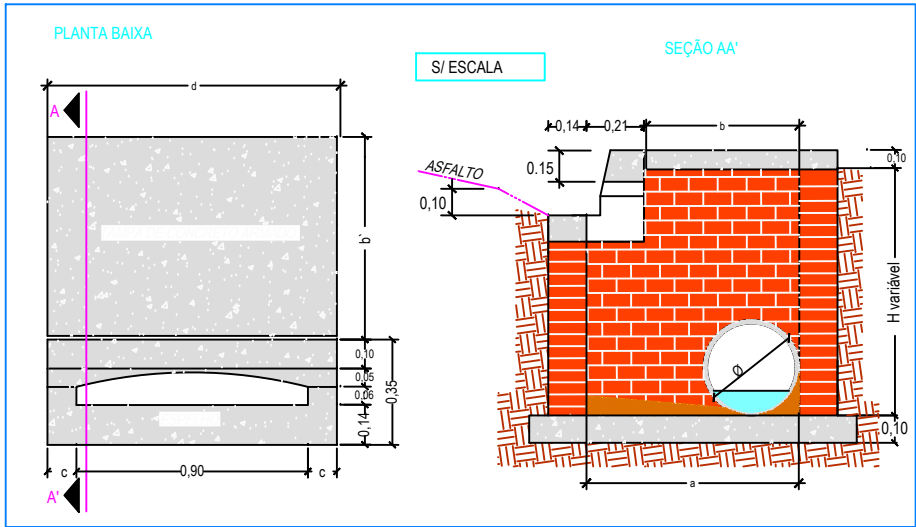 PLANTA BAIXA
S/ ESCALA
SEÇÃO AA'
d
A
b`
0,10
0,05
0,06
0,35
0,14
c
0,90
c
A'
0,14
0,21
b
0,10
0.15
ASFALTO
0,10
H variável
Ø
0,10
a